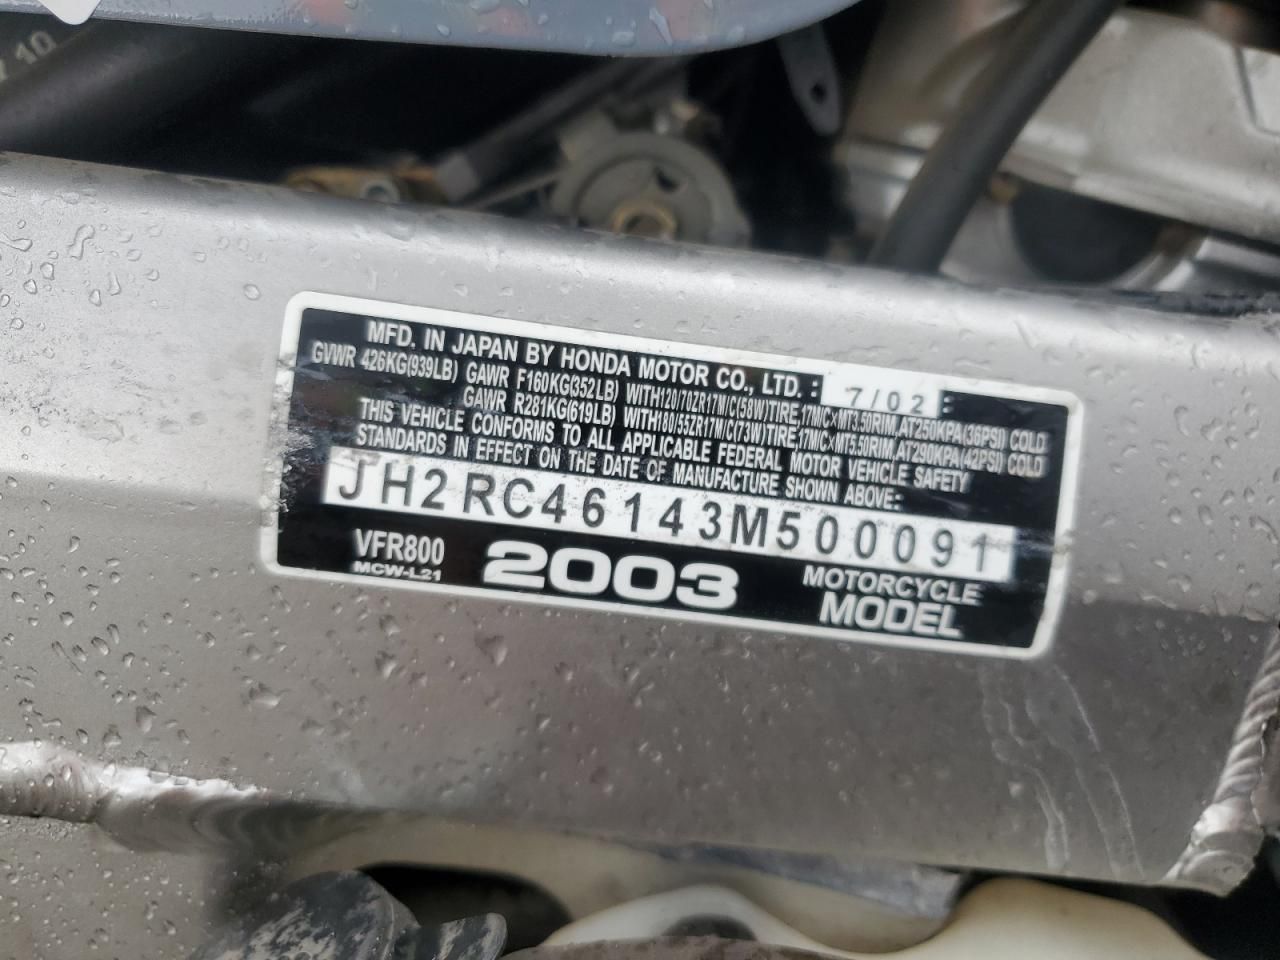 7 10
MFD. IN JAPAN BY HONDA MOTOR CO., LTD. : 7/02 :
GVWR 426KG(939LB) GAWR F160KG(352LB) WITH120/70ZR17M/C(58W)TIRE,17M/C×MT3.50RIM,AT250KPA(36PSI) COLD
GAWR R281KG(619LB) WITH180/55ZR17M/C(73W)TIRE,17M/C×MT5.50RIM,AT290KPA(42PSI) COLD
THIS VEHICLE CONFORMS TO ALL APPLICABLE FEDERAL MOTOR VEHICLE SAFETY
STANDARDS IN EFFECT ON THE DATE OF MANUFACTURE SHOWN ABOVE:
JH2RC46143M500091
VFR800 2003 MOTORCYCLE
MCW-L21 MODEL